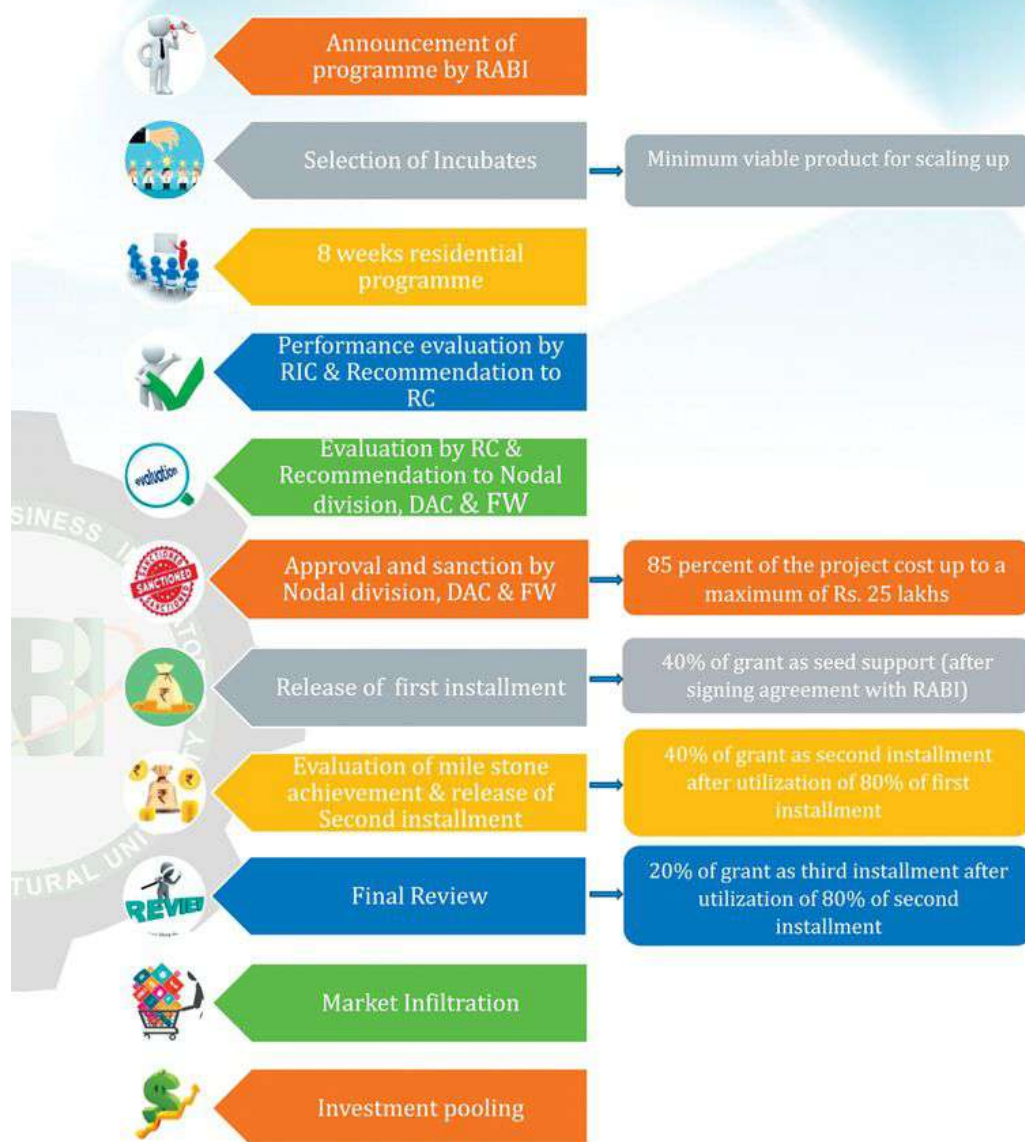 Announcement of
programme by RABI
Selection of Incubates
Minimum viable product for scaling up
8 weeks residential
programme
Performance evaluation by
RIC & Recommendation to
RC
evaluation
Evaluation by RC &
Recommendation to Nodal
division, DAC & FW
SANCTIONED
SANCTIONED
SANCTIONED
Approval and sanction by
Nodal division, DAC & FW
85 percent of the project cost up to a
maximum of Rs. 25 lakhs
Release of first installment
40% of grant as seed support (after
signing agreement with RABI)
Evaluation of mile stone
achievement & release of
Second installment
40% of grant as second installment
after utilization of 80% of first
installment
REVIEW
Final Review
20% of grant as third installment after
utilization of 80% of second
installment
Market Infiltration
Investment pooling